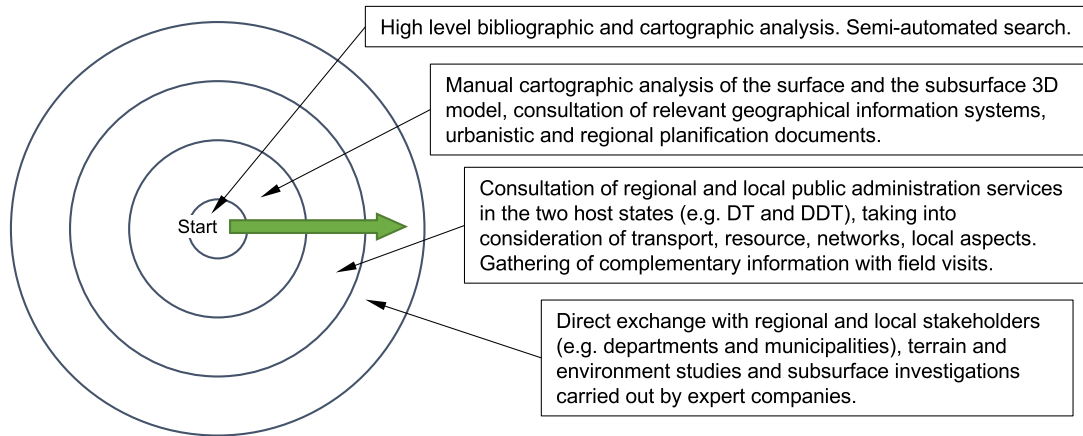 High level bibliographic and cartographic analysis. Semi-automated search.
Manual cartographic analysis of the surface and the subsurface 3D
model, consultation of relevant geographical information systems,
urbanistic and regional planification documents.
Consultation of regional and local public administration services
in the two host states (e.g. DT and DDT), taking into
consideration of transport, resource, networks, local aspects.
Gathering of complementary information with field visits.
Start
Direct exchange with regional and local stakeholders
(e.g. departments and municipalities), terrain and
environment studies and subsurface investigations
carried out by expert companies.